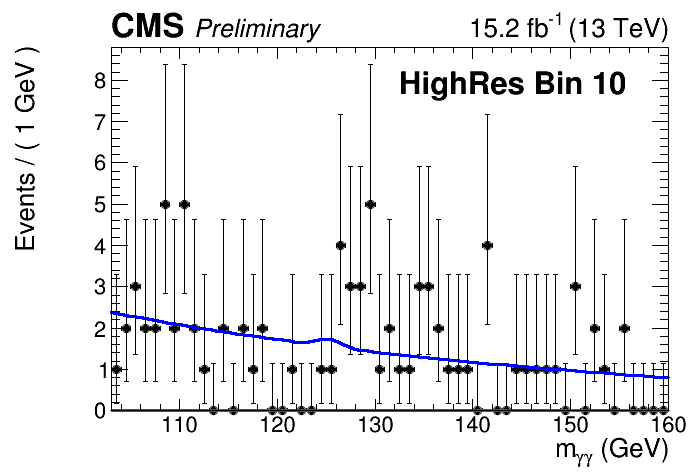 CMS Preliminary 15.2 fb⁻¹ (13 TeV)
HighRes Bin 10
Events / ( 1 GeV )
8
7
6
5
4
3
2
1
0
110 120 130 140 150 160
mγγ (GeV)